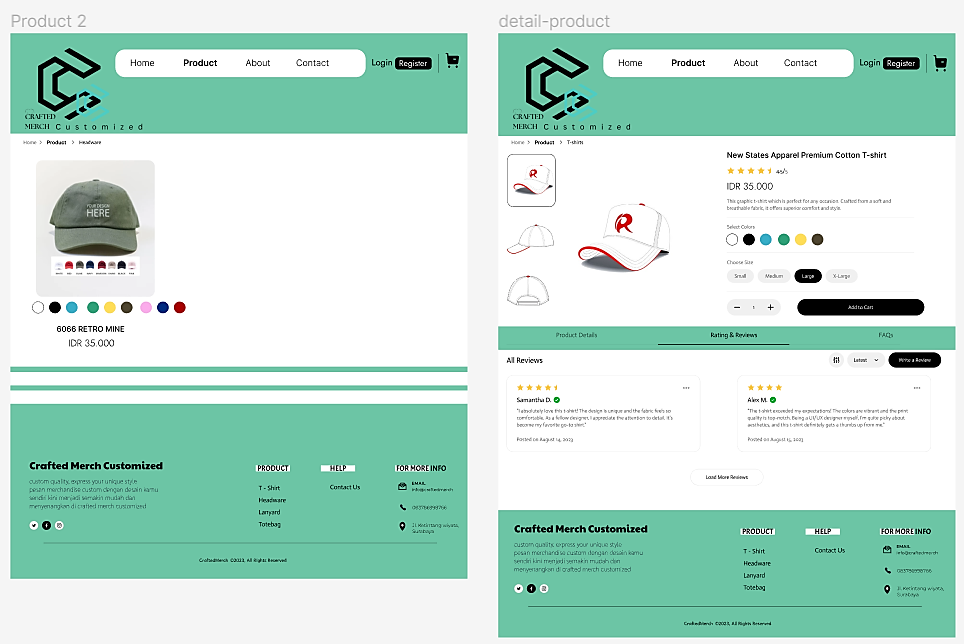 Product 2
Home
Product
About
Contact
Login
Register
CRAFTED
MERCH
Customized
Home > Product > Headware
YOUR DESIGN
HERE
6066 RETRO MINE
IDR 35.000
Crafted Merch Customized
custom quality, express your unique style
pesan merchandise custom dengan desain kamu
sendiri kini menjadi semakin mudah dan
menyenangkan di crafted merch customized
PRODUCT
T - Shirt
Headware
Lanyard
Totebag
HELP
Contact Us
FOR MORE INFO
EMAIL
info@craftedmerch
083786998766
Jl. Ketintang wiyata,
Surabaya
CraftedMerch ©2023, All Rights Reserved
detail-product
Home
Product
About
Contact
Login
Register
CRAFTED
MERCH
Customized
Home > Product > T-shirts
R
New States Apparel Premium Cotton T-shirt
4.5/5
IDR 35.000
This graphic t-shirt which is perfect for any occasion. Crafted from a soft and
breathable fabric, it offers superior comfort and style.
Select Colors
Choose Size
Small
Medium
Large
X-Large
1
Add to Cart
Product Details
Rating & Reviews
FAQs
All Reviews
Latest
Write a Review
Samantha D.
"I absolutely love this t-shirt! The design is unique and the fabric feels so
comfortable. As a fellow designer, I appreciate the attention to detail. It's
become my favorite go-to shirt."
Posted on August 14, 2023
Alex M.
"The t-shirt exceeded my expectations! The colors are vibrant and the print
quality is top-notch. Being a UI/UX designer myself, I'm quite picky about
aesthetics, and this t-shirt definitely gets a thumbs up from me."
Posted on August 15, 2023
Load More Reviews
Crafted Merch Customized
custom quality, express your unique style
pesan merchandise custom dengan desain kamu
sendiri kini menjadi semakin mudah dan
menyenangkan di crafted merch customized
PRODUCT
T - Shirt
Headware
Lanyard
Totebag
HELP
Contact Us
FOR MORE INFO
EMAIL
info@craftedmerch
083786998766
Jl. Ketintang wiyata,
Surabaya
CraftedMerch ©2023, All Rights Reserved